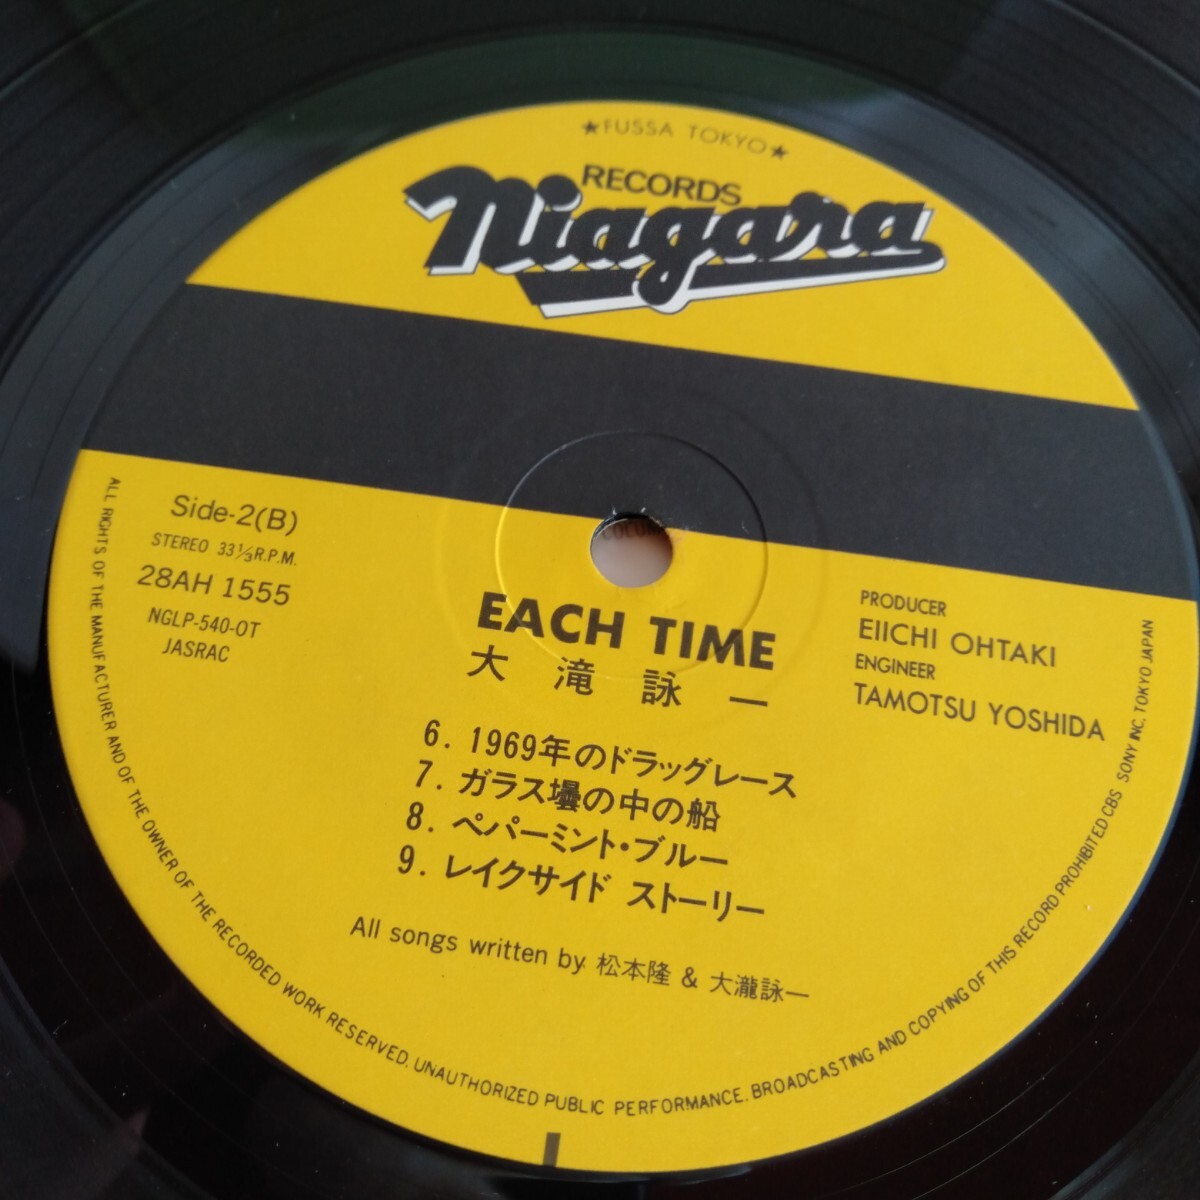 ★FUSSA TOKYO★
RECORDS
Niagara
Side-2(B)
STEREO 33⅓R.P.M.
28AH 1555
NGLP-540-OT
JASRAC
EACH TIME
大滝詠一
PRODUCER
EIICHI OHTAKI
ENGINEER
TAMOTSU YOSHIDA
6. 1969年のドラッグレース
7. ガラス壜の中の船
8. ペパーミント・ブルー
9. レイクサイド ストーリー
All songs written by 松本隆 & 大瀧詠一
ALL RIGHTS OF THE MANUFACTURER AND OF THE OWNER OF THE RECORDED WORK RESERVED. UNAUTHORIZED PUBLIC PERFORMANCE. BROADCASTING AND COPYING OF THIS RECORD PROHIBITED CBS SONY INC. TOKYO JAPAN